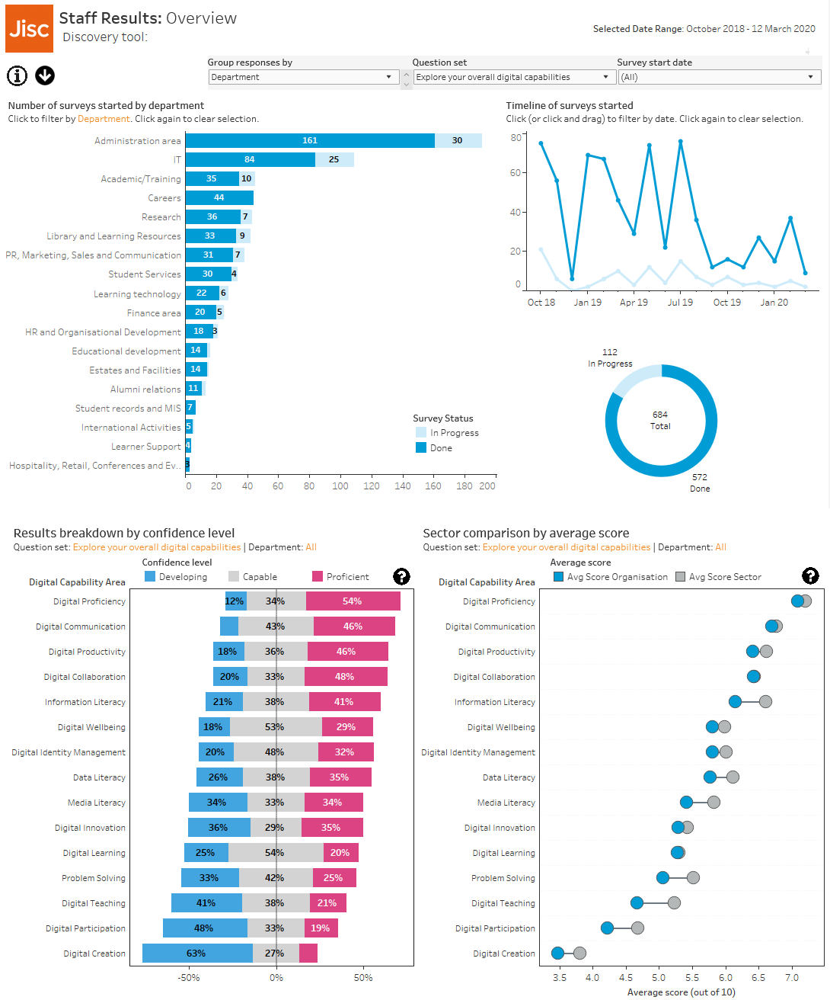 Jisc
Staff Results: Overview
Discovery tool:
Selected Date Range: October 2018 - 12 March 2020
Group responses by
Question set
Survey start date
Department
Explore your overall digital capabilities
(All)
Number of surveys started by department
Click to filter by Department. Click again to clear selection.
Administration area 161 30
IT 84 25
Academic/Training 35 10
Careers 44
Research 36 7
Library and Learning Resources 33 9
PR, Marketing, Sales and Communication 31 7
Student Services 30 4
Learning technology 22 6
Finance area 20 5
HR and Organisational Development 18 3
Educational development 14
Estates and Facilities 14
Alumni relations 11
Student records and MIS 7
International Activities 5
Learner Support 4
Hospitality, Retail, Conferences and Ev.. 3
0 20 40 60 80 100 120 140 160 180 200
Survey Status
In Progress
Done
Timeline of surveys started
Click (or click and drag) to filter by date. Click again to clear selection.
80
60
40
20
0
Oct 18 Jan 19 Apr 19 Jul 19 Oct 19 Jan 20
112
In Progress
684
Total
572
Done
Results breakdown by confidence level
Question set: Explore your overall digital capabilities | Department: All
Confidence level
Developing Capable Proficient
?
Digital Capability Area
Digital Proficiency 12% 34% 54%
Digital Communication 43% 46%
Digital Productivity 18% 36% 46%
Digital Collaboration 20% 33% 48%
Information Literacy 21% 38% 41%
Digital Wellbeing 18% 53% 29%
Digital Identity Management 20% 48% 32%
Data Literacy 26% 38% 35%
Media Literacy 34% 33% 34%
Digital Innovation 36% 29% 35%
Digital Learning 25% 54% 20%
Problem Solving 33% 42% 25%
Digital Teaching 41% 38% 21%
Digital Participation 48% 33% 19%
Digital Creation 63% 27%
-50% 0% 50%
Sector comparison by average score
Question set: Explore your overall digital capabilities | Department: All
Average score
Avg Score Organisation Avg Score Sector
?
Digital Capability Area
Digital Proficiency
Digital Communication
Digital Productivity
Digital Collaboration
Information Literacy
Digital Wellbeing
Digital Identity Management
Data Literacy
Media Literacy
Digital Innovation
Digital Learning
Problem Solving
Digital Teaching
Digital Participation
Digital Creation
3.5 4.0 4.5 5.0 5.5 6.0 6.5 7.0
Average score (out of 10)